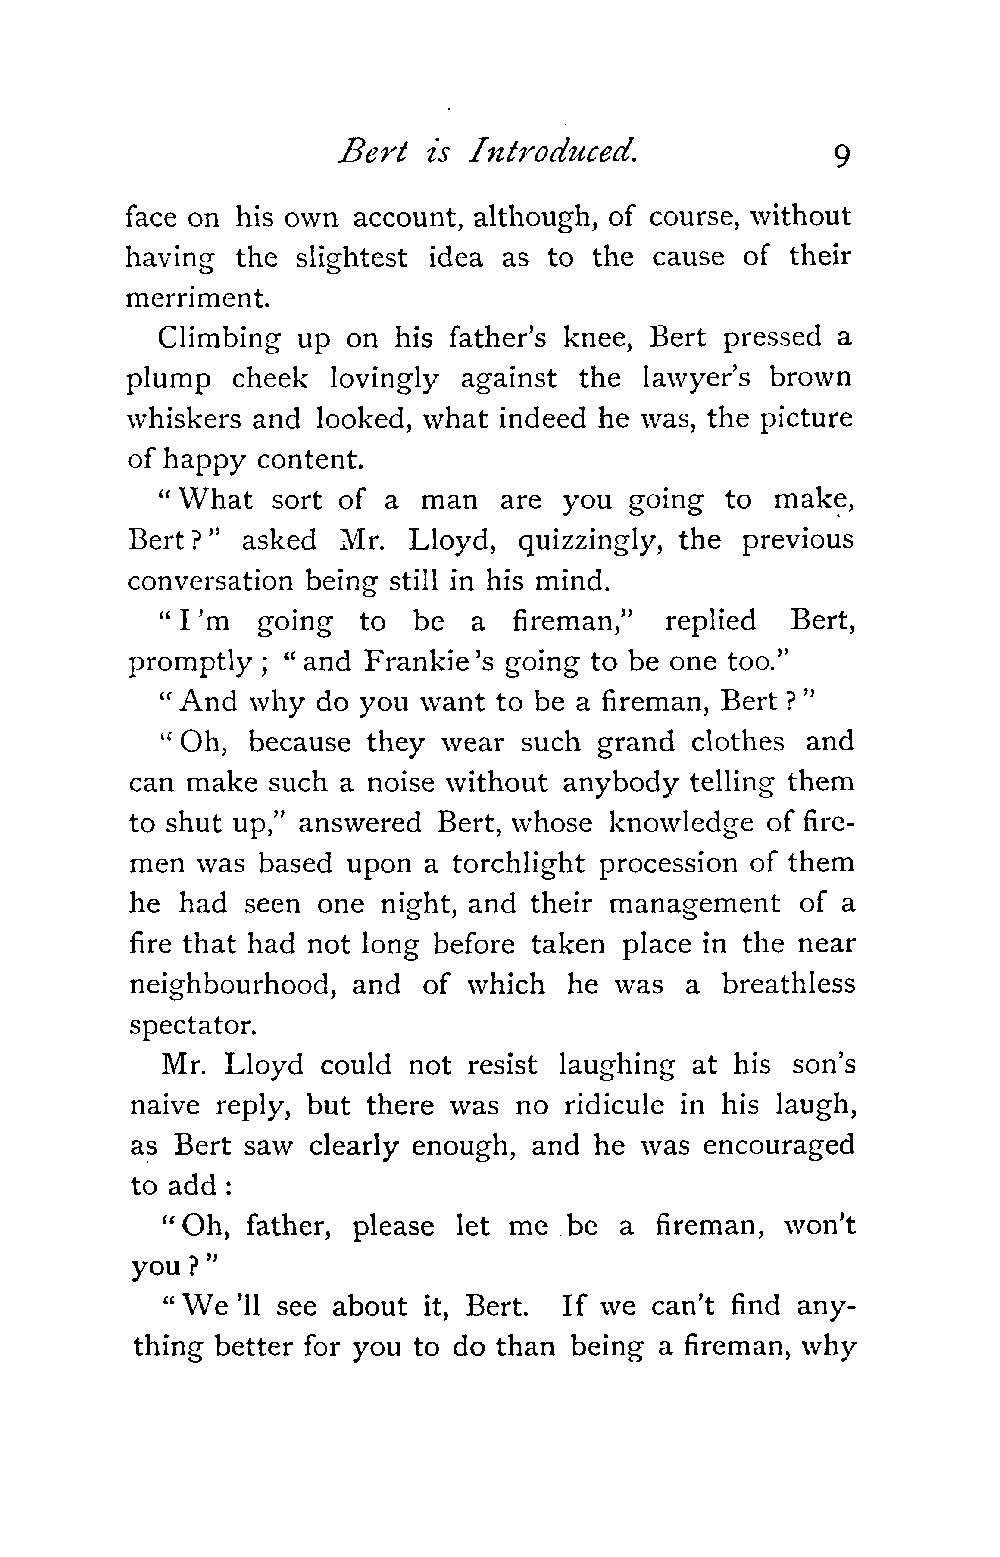 Bert is Introduced. 9
face on his own account, although, of course, without
having the slightest idea as to the cause of their
merriment.
Climbing up on his father's knee, Bert pressed a
plump cheek lovingly against the lawyer's brown
whiskers and looked, what indeed he was, the picture
of happy content.
"What sort of a man are you going to make,
Bert?" asked Mr. Lloyd, quizzingly, the previous
conversation being still in his mind.
"I'm going to be a fireman," replied Bert,
promptly; "and Frankie's going to be one too."
"And why do you want to be a fireman, Bert?"
"Oh, because they wear such grand clothes and
can make such a noise without anybody telling them
to shut up," answered Bert, whose knowledge of fire-
men was based upon a torchlight procession of them
he had seen one night, and their management of a
fire that had not long before taken place in the near
neighbourhood, and of which he was a breathless
spectator.
Mr. Lloyd could not resist laughing at his son's
naive reply, but there was no ridicule in his laugh,
as Bert saw clearly enough, and he was encouraged
to add:
"Oh, father, please let me be a fireman, won't
you?"
"We'll see about it, Bert. If we can't find any-
thing better for you to do than being a fireman, why